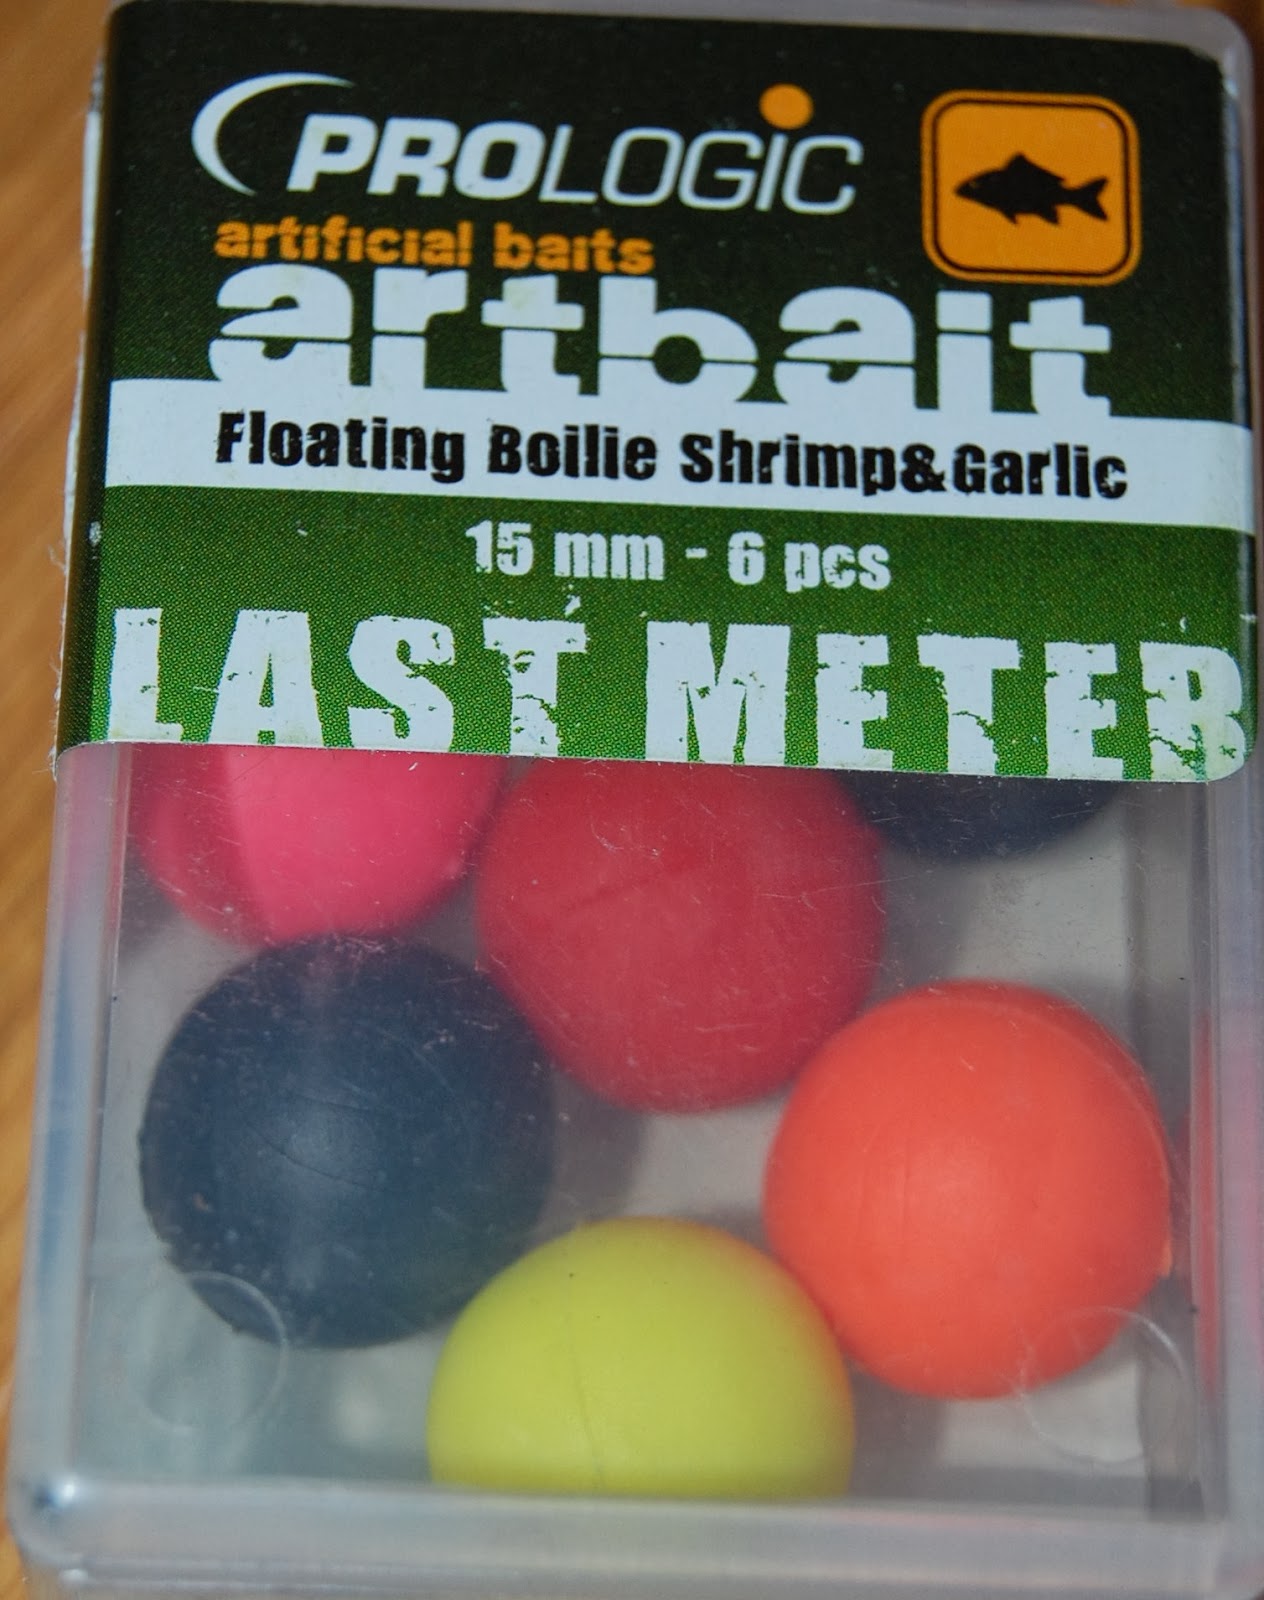 PROLOGIC
artificial baits
artbait
Floating Boilie Shrimp&Garlic
15 mm - 6 pcs
LAST METER